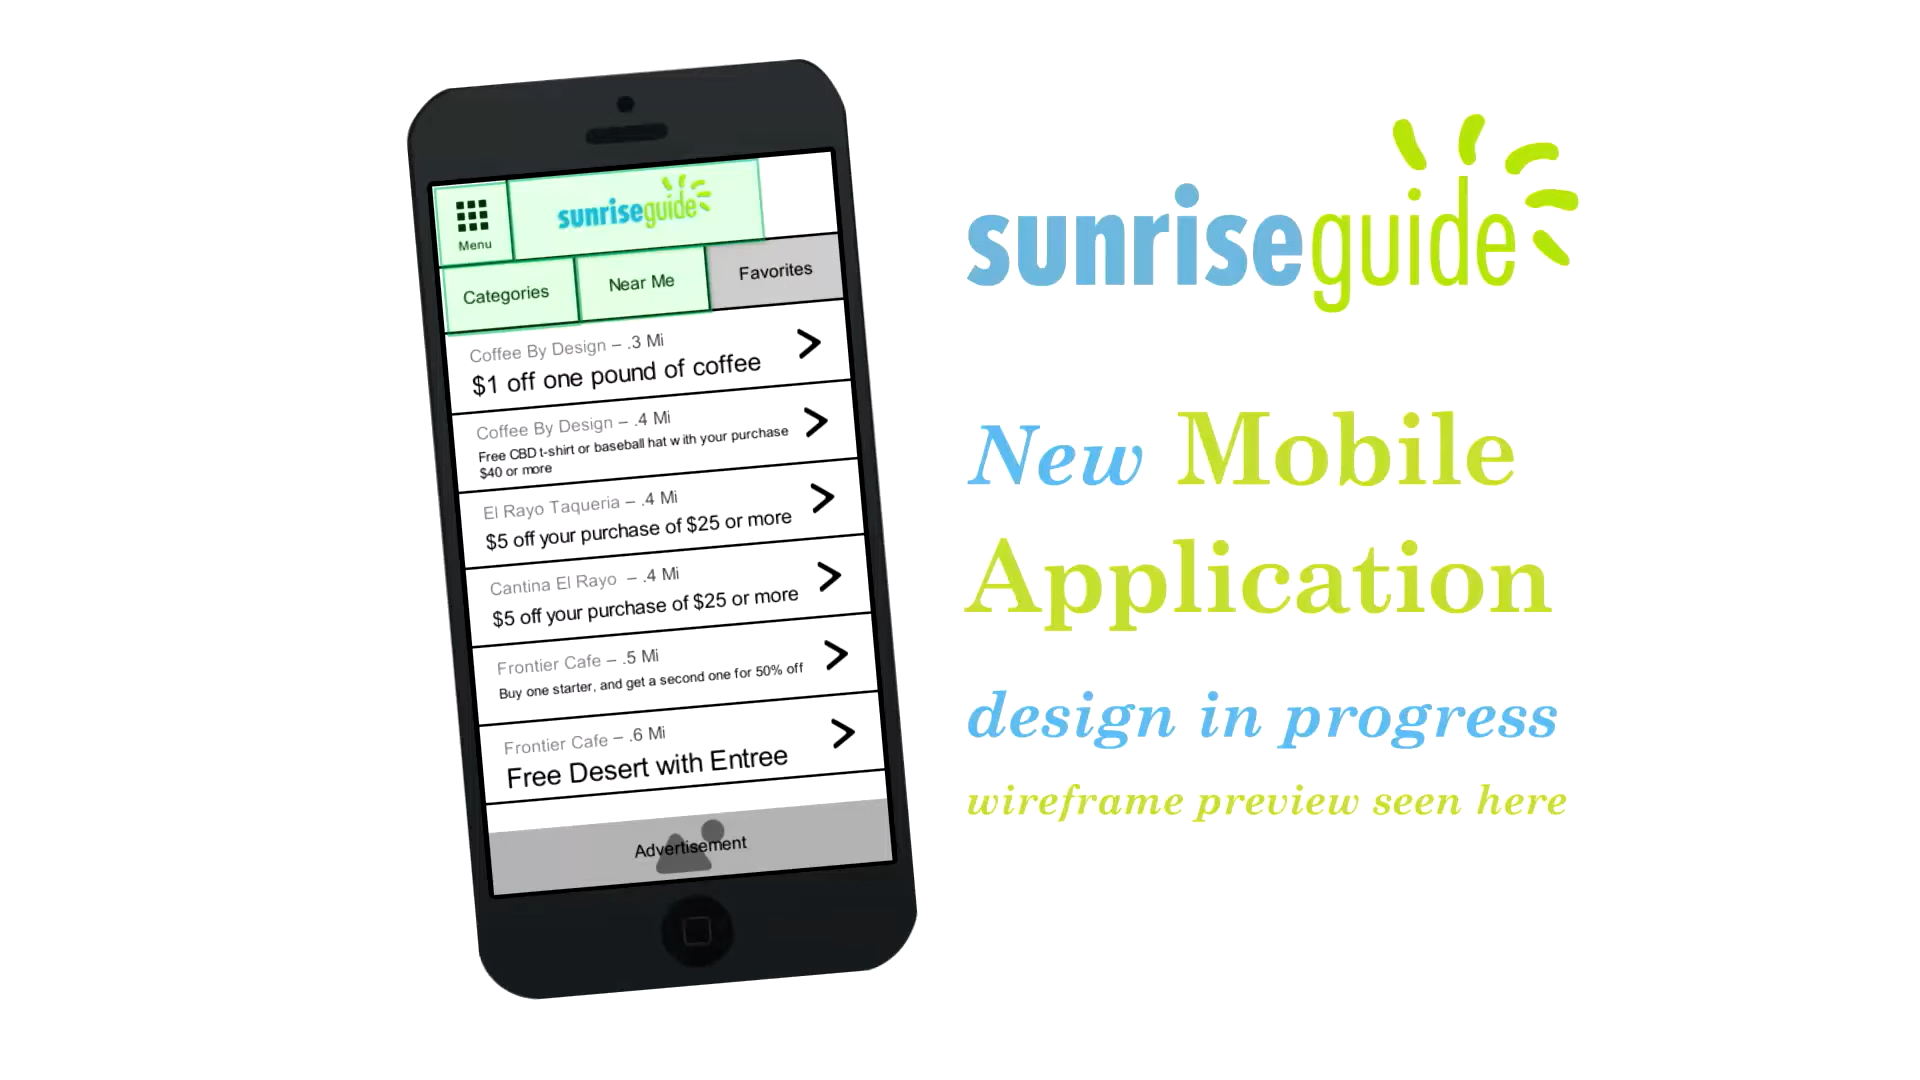 sunriseguide
Menu
Categories
Near Me
Favorites
Coffee By Design – .3 Mi
$1 off one pound of coffee
Coffee By Design – .4 Mi
Free CBD t-shirt or baseball hat with your purchase
$40 or more
El Rayo Taqueria – .4 Mi
$5 off your purchase of $25 or more
Cantina El Rayo – .4 Mi
$5 off your purchase of $25 or more
Frontier Cafe – .5 Mi
Buy one starter, and get a second one for 50% off
Frontier Cafe – .6 Mi
Free Desert with Entree
Advertisement
sunriseguide
New Mobile
Application
design in progress
wireframe preview seen here